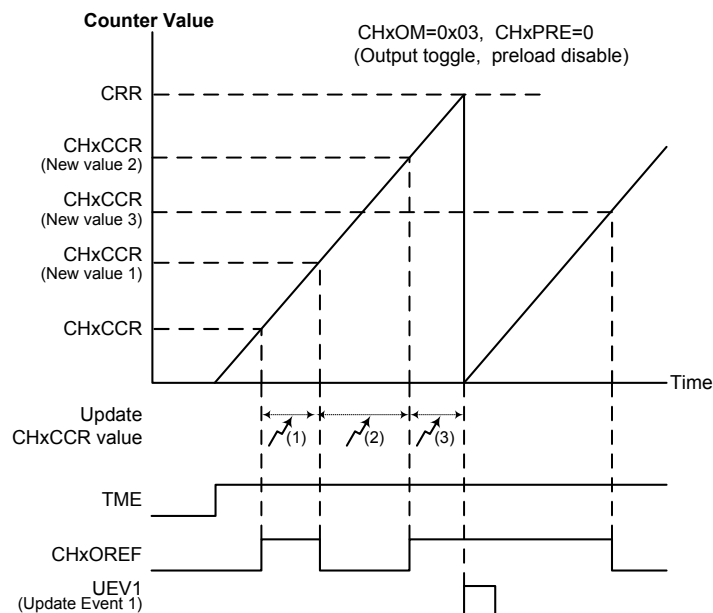 Counter Value
CHxOM=0x03, CHxPRE=0
(Output toggle, preload disable)
CRR
CHxCCR
(New value 2)
CHxCCR
(New value 3)
CHxCCR
(New value 1)
CHxCCR
Time
Update
CHxCCR value
(1)
(2)
(3)
TME
CHxOREF
UEV1
(Update Event 1)